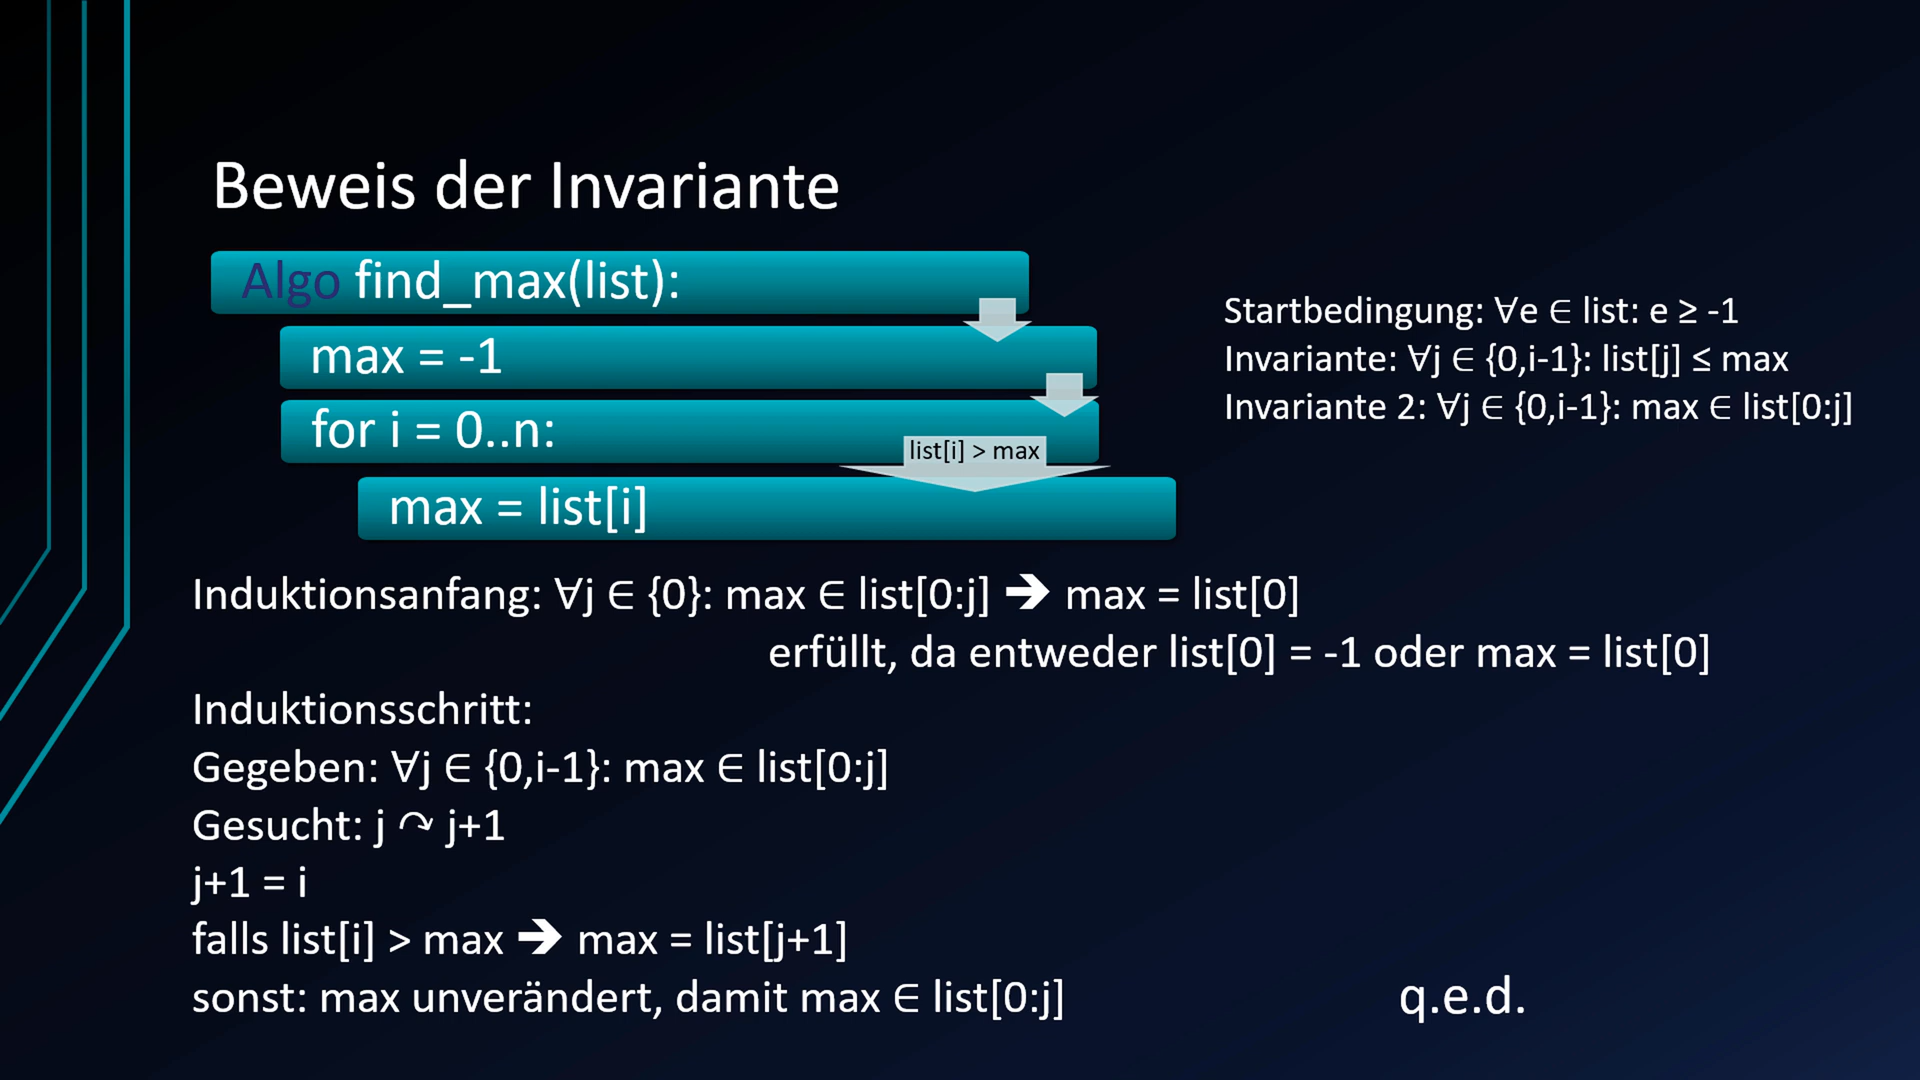 Beweis der Invariante
Algo find_max(list):
max = -1
for i = 0..n:
list[i] > max
max = list[i]
Startbedingung: ∀e ∈ list: e ≥ -1
Invariante: ∀j ∈ {0,i-1}: list[j] ≤ max
Invariante 2: ∀j ∈ {0,i-1}: max ∈ list[0:j]
Induktionsanfang: ∀j ∈ {0}: max ∈ list[0:j] 🡺 max = list[0]
erfüllt, da entweder list[0] = -1 oder max = list[0]
Induktionsschritt:
Gegeben: ∀j ∈ {0,i-1}: max ∈ list[0:j]
Gesucht: j ↷ j+1
j+1 = i
falls list[i] > max 🡺 max = list[j+1]
sonst: max unverändert, damit max ∈ list[0:j]
q.e.d.